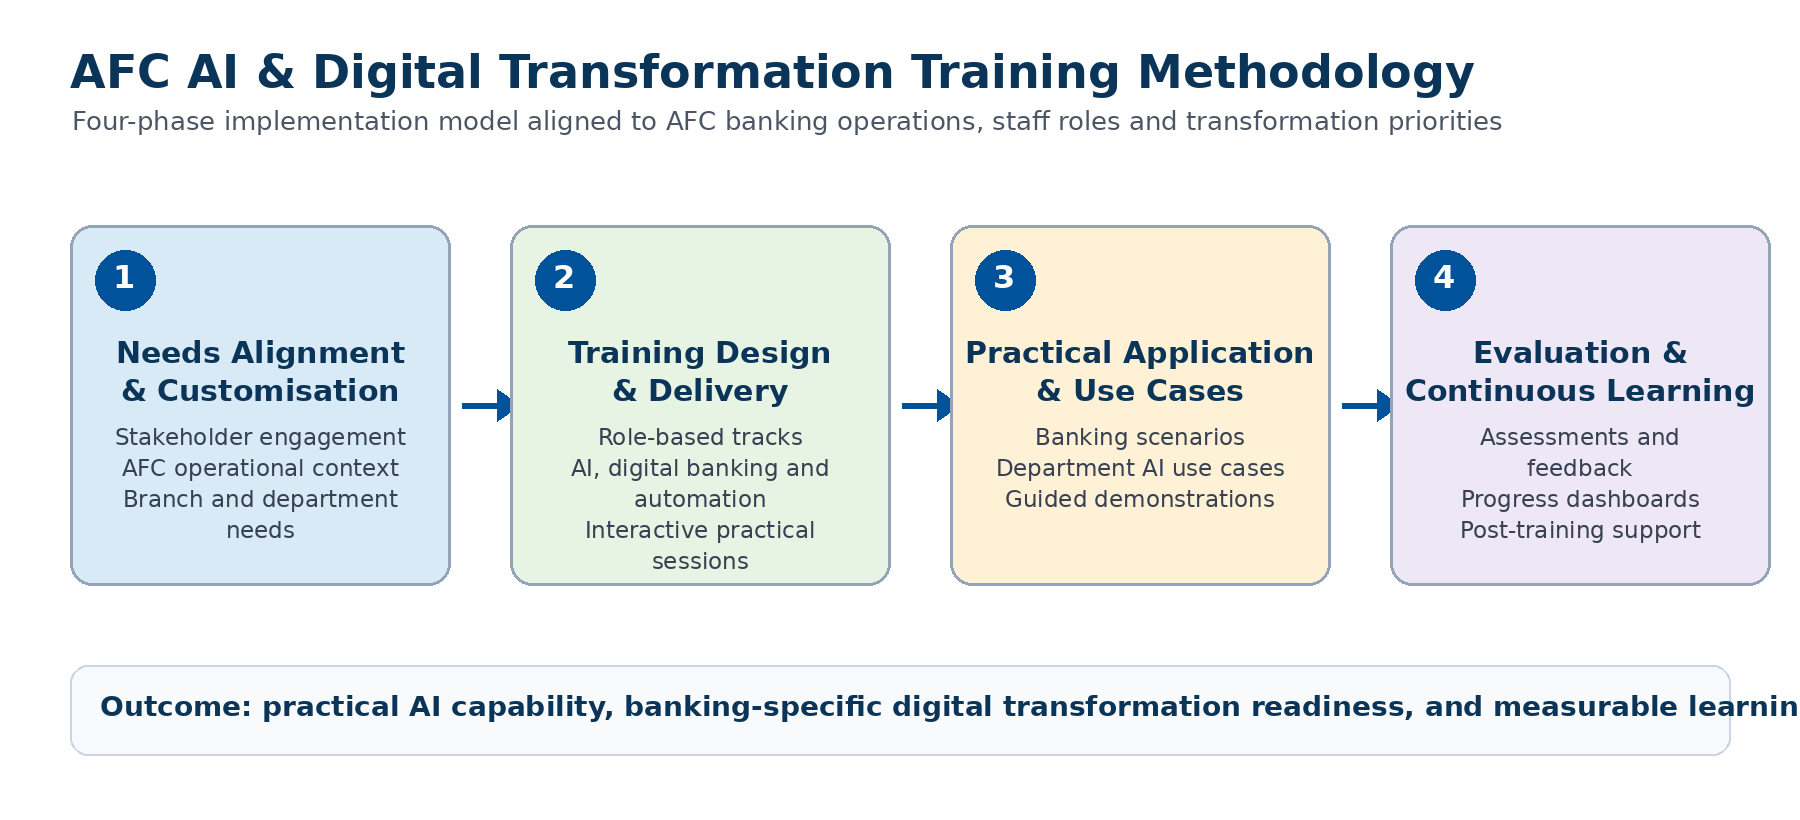 AFC AI & Digital Transformation Training Methodology
Four-phase implementation model aligned to AFC banking operations, staff roles and transformation priorities
1
Needs Alignment
& Customisation
Stakeholder engagement
AFC operational context
Branch and department
needs
2
Training Design
& Delivery
Role-based tracks
AI, digital banking and
automation
Interactive practical
sessions
3
Practical Application
& Use Cases
Banking scenarios
Department AI use cases
Guided demonstrations
4
Evaluation &
Continuous Learning
Assessments and
feedback
Progress dashboards
Post-training support
Outcome: practical AI capability, banking-specific digital transformation readiness, and measurable learnin